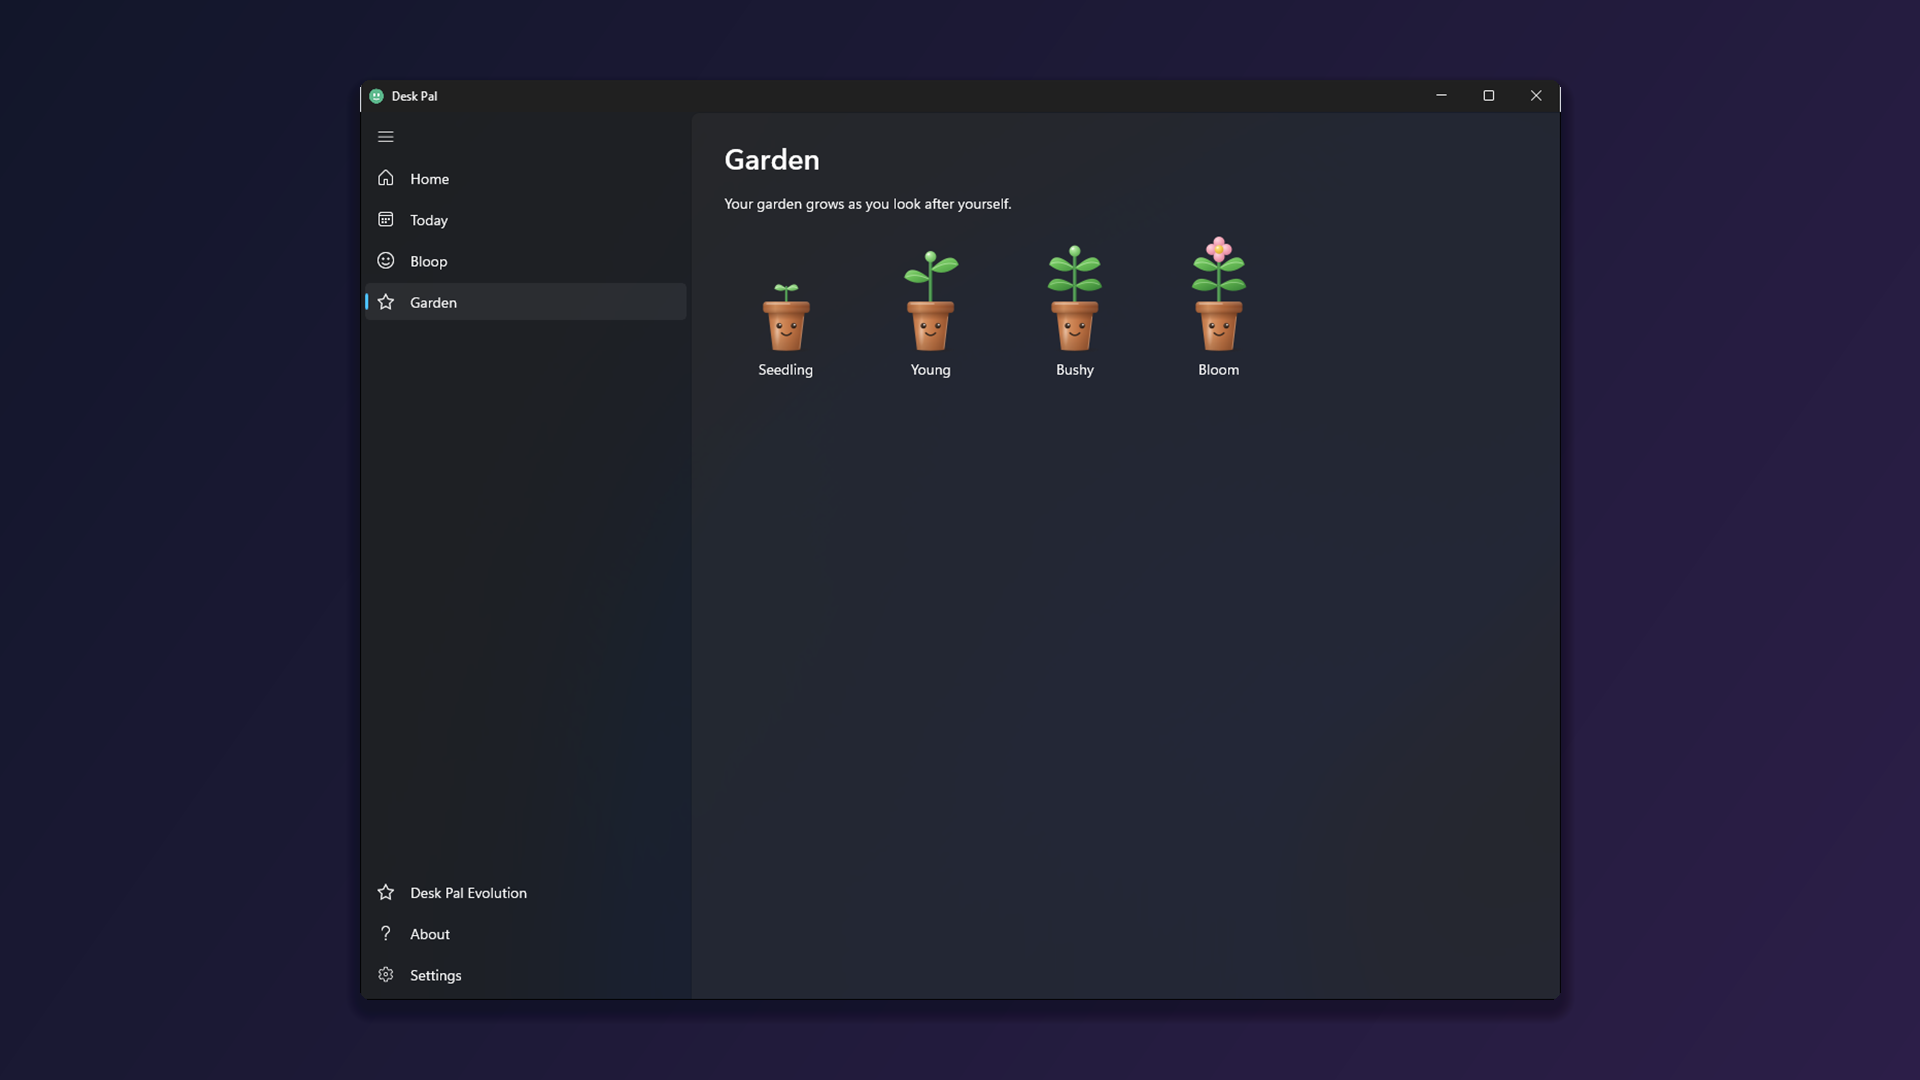 Desk Pal
Home
Today
Bloop
Garden
Desk Pal Evolution
About
Settings
Garden
Your garden grows as you look after yourself.
Seedling
Young
Bushy
Bloom